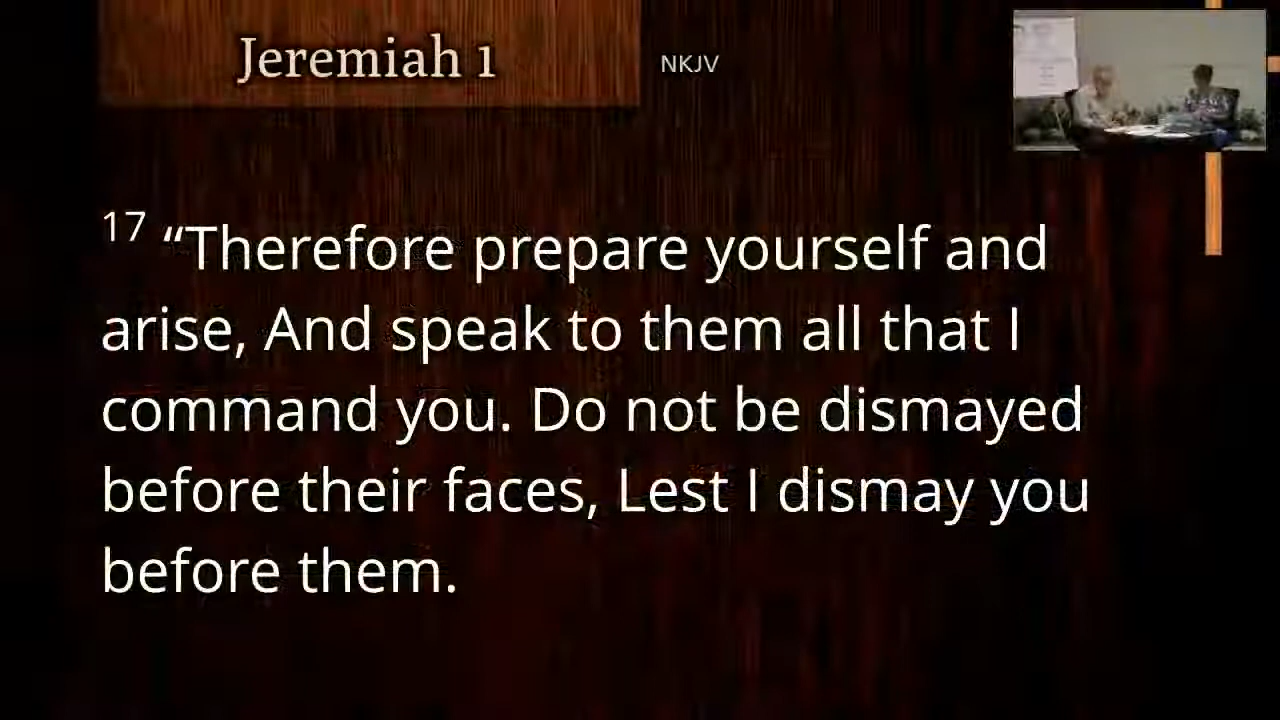 Jeremiah 1
NKJV
17 “Therefore prepare yourself and
arise, And speak to them all that I
command you. Do not be dismayed
before their faces, Lest I dismay you
before them.